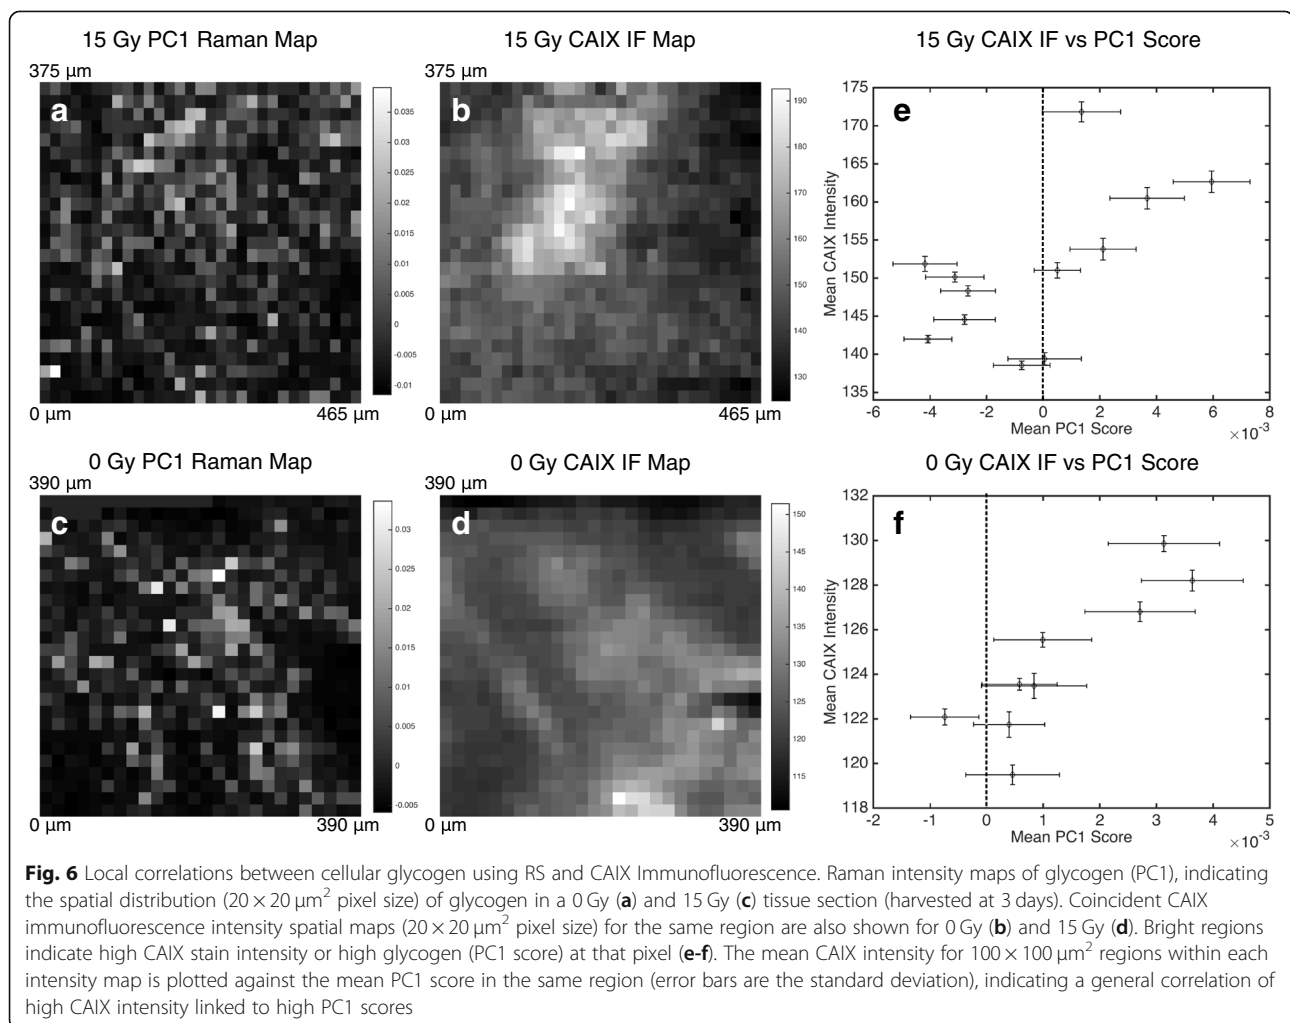 15 Gy PC1 Raman Map
15 Gy CAIX IF Map
15 Gy CAIX IF vs PC1 Score
375 µm
a
0 µm
465 µm
0.035
0.03
0.025
0.02
0.015
0.01
0.005
0
-0.005
-0.01
375 µm
b
0 µm
465 µm
190
180
170
160
150
140
130
e
Mean CAIX Intensity
175
170
165
160
155
150
145
140
135
-6
-4
-2
0
2
4
6
8
Mean PC1 Score
×10⁻³
0 Gy PC1 Raman Map
0 Gy CAIX IF Map
0 Gy CAIX IF vs PC1 Score
390 µm
c
0 µm
390 µm
0.03
0.025
0.02
0.015
0.01
0.005
0
-0.005
390 µm
d
0 µm
390 µm
150
145
140
135
130
125
120
115
f
Mean CAIX Intensity
132
130
128
126
124
122
120
118
-2
-1
0
1
2
3
4
5
Mean PC1 Score
×10⁻³
Fig. 6 Local correlations between cellular glycogen using RS and CAIX Immunofluorescence. Raman intensity maps of glycogen (PC1), indicating
the spatial distribution (20 × 20 µm² pixel size) of glycogen in a 0 Gy (a) and 15 Gy (c) tissue section (harvested at 3 days). Coincident CAIX
immunofluorescence intensity spatial maps (20 × 20 µm² pixel size) for the same region are also shown for 0 Gy (b) and 15 Gy (d). Bright regions
indicate high CAIX stain intensity or high glycogen (PC1 score) at that pixel (e-f). The mean CAIX intensity for 100 × 100 µm² regions within each
intensity map is plotted against the mean PC1 score in the same region (error bars are the standard deviation), indicating a general correlation of
high CAIX intensity linked to high PC1 scores